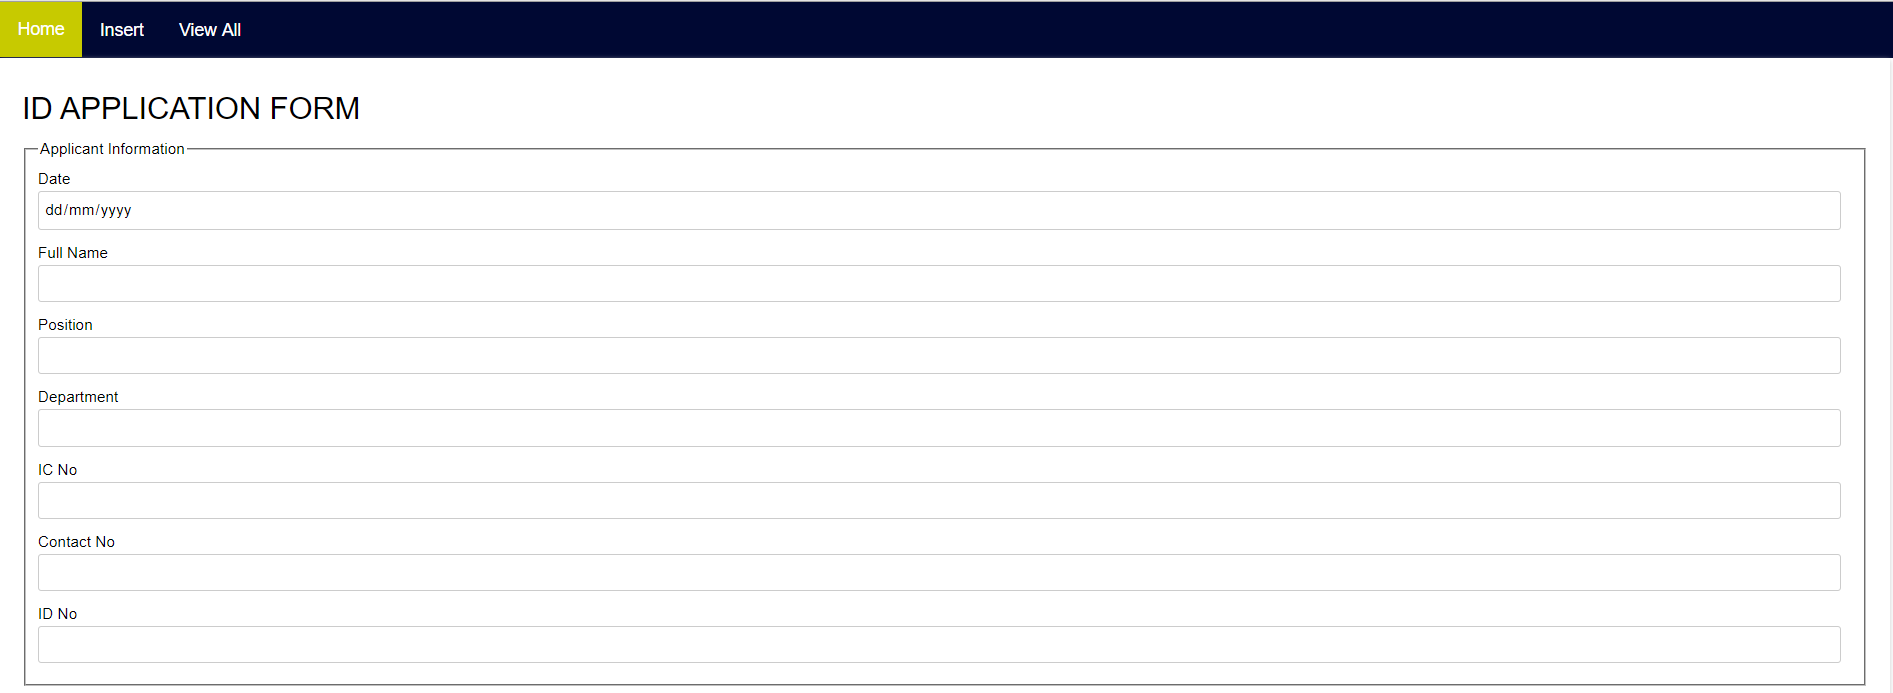 Home Insert View All
ID APPLICATION FORM
Applicant Information
Date
dd/mm/yyyy
Full Name
Position
Department
IC No
Contact No
ID No